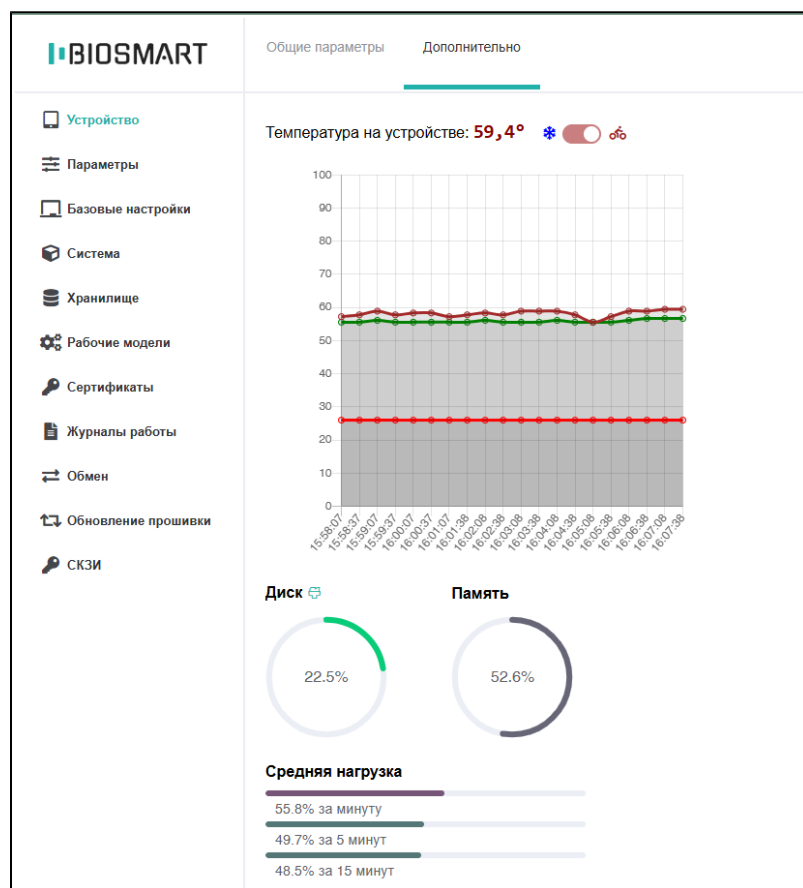 BIOSMART
Общие параметры
Дополнительно
Устройство
Параметры
Базовые настройки
Система
Хранилище
Рабочие модели
Сертификаты
Журналы работы
Обмен
Обновление прошивки
СКЗИ
Температура на устройстве: 59,4°
100
90
80
70
60
50
40
30
20
10
0
15:58:07
15:58:37
15:59:07
15:59:37
16:00:07
16:00:37
16:01:07
16:01:38
16:02:08
16:02:38
16:03:08
16:03:38
16:04:08
16:04:38
16:05:08
16:05:38
16:06:08
16:06:38
16:07:08
16:07:38
Диск
Память
22.5%
52.6%
Средняя нагрузка
55.8% за минуту
49.7% за 5 минут
48.5% за 15 минут